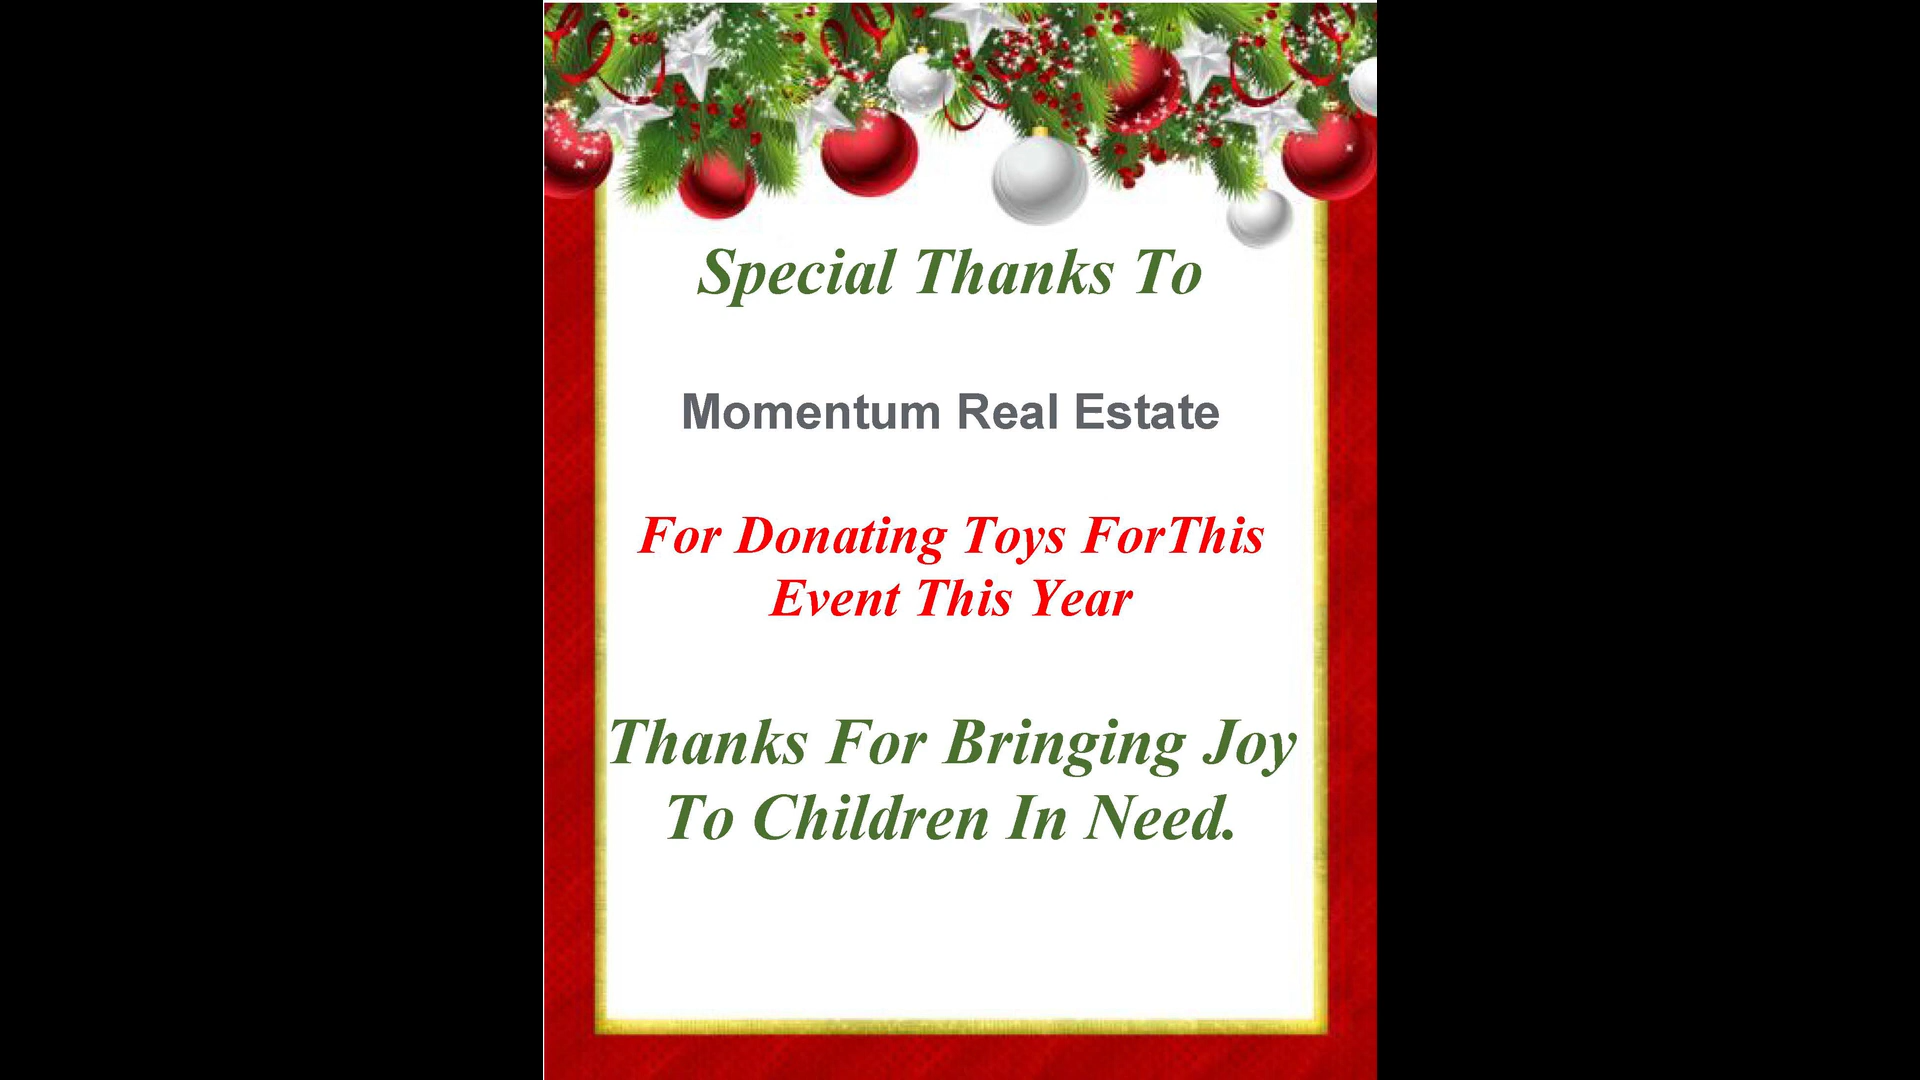 Special Thanks To
Momentum Real Estate
For Donating Toys ForThis
Event This Year
Thanks For Bringing Joy
To Children In Need.